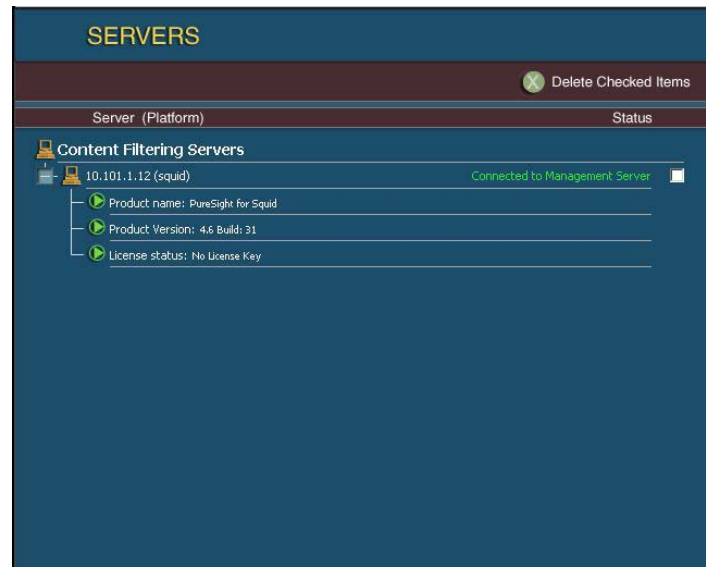 SERVERS
X Delete Checked Items
Server (Platform) Status
Content Filtering Servers
10.101.1.12 (squid) Connected to Management Server
Product name: PureSight for Squid
Product Version: 4.6 Build: 31
License status: No License Key